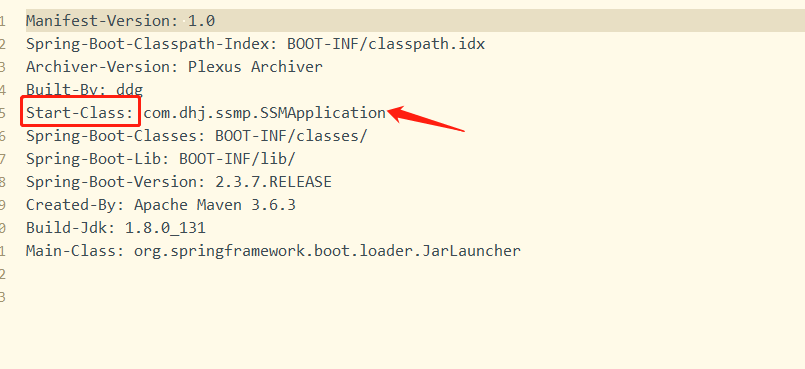 1 Manifest-Version: 1.0
2 Spring-Boot-Classpath-Index: BOOT-INF/classpath.idx
3 Archiver-Version: Plexus Archiver
4 Built-By: ddg
5 Start-Class: com.dhj.ssmp.SSMApplication
6 Spring-Boot-Classes: BOOT-INF/classes/
7 Spring-Boot-Lib: BOOT-INF/lib/
8 Spring-Boot-Version: 2.3.7.RELEASE
9 Created-By: Apache Maven 3.6.3
0 Build-Jdk: 1.8.0_131
1 Main-Class: org.springframework.boot.loader.JarLauncher
2
3